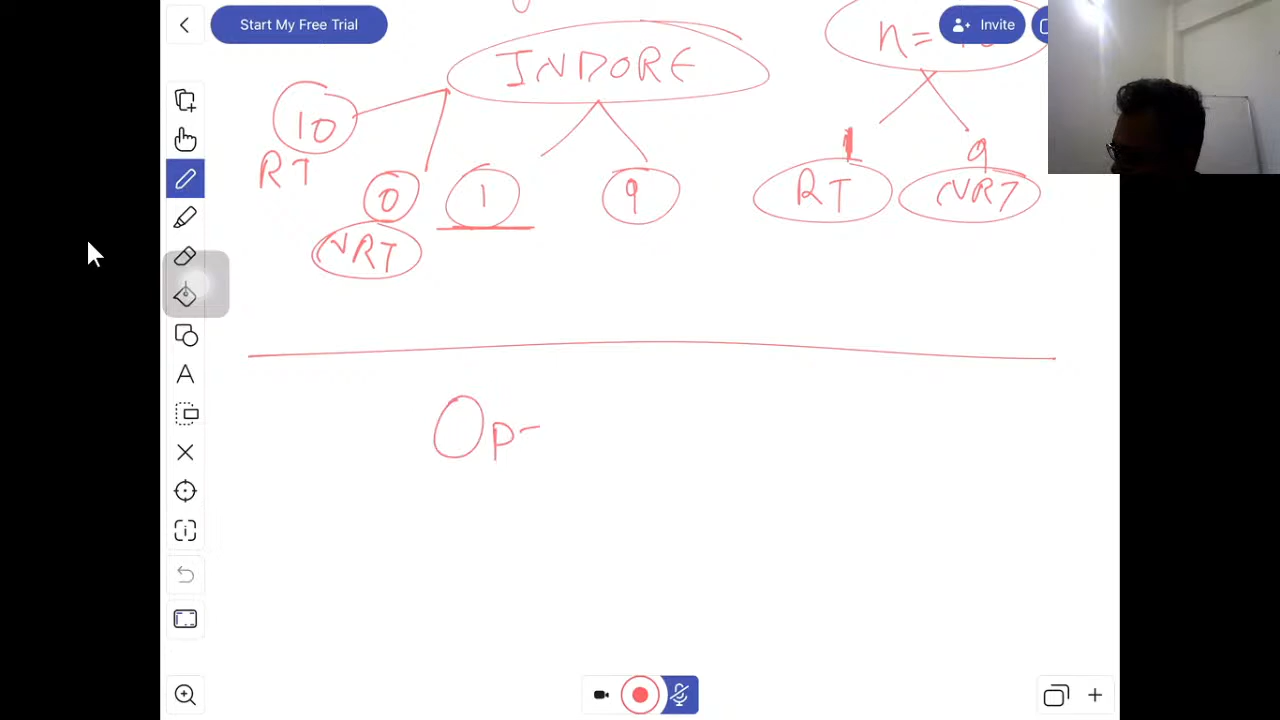 Start My Free Trial
Invite
INDORE
n =
10
RT
0
1
9
NRT
1
9
RT
NRT
Op